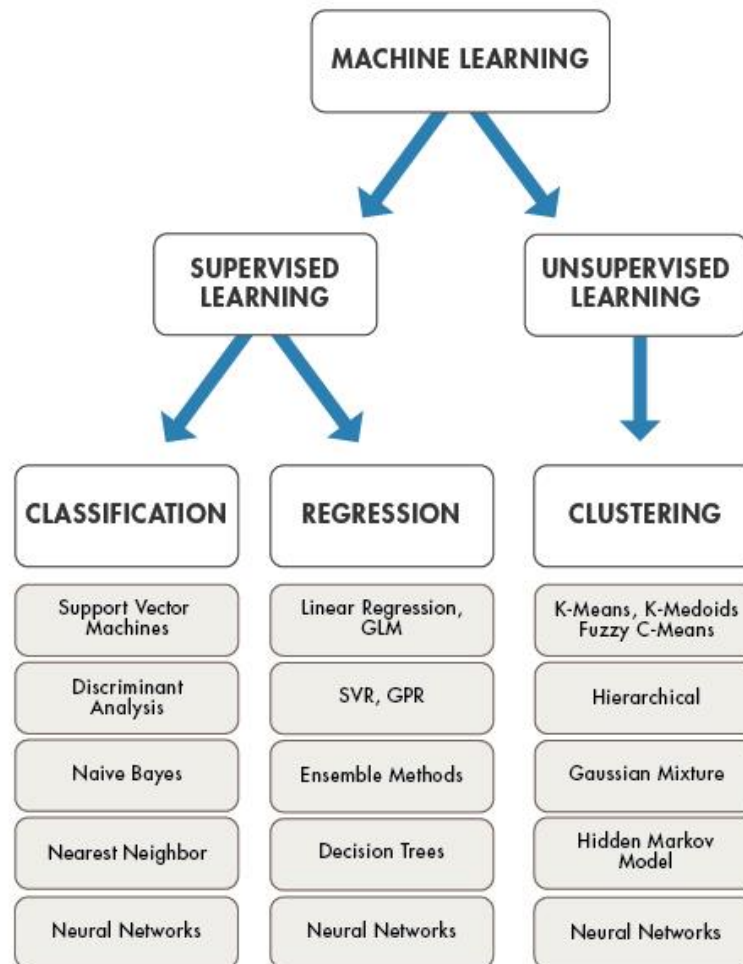 MACHINE LEARNING
SUPERVISED
LEARNING
UNSUPERVISED
LEARNING
CLASSIFICATION
Support Vector
Machines
Discriminant
Analysis
Naive Bayes
Nearest Neighbor
Neural Networks
REGRESSION
Linear Regression,
GLM
SVR, GPR
Ensemble Methods
Decision Trees
Neural Networks
CLUSTERING
K-Means, K-Medoids
Fuzzy C-Means
Hierarchical
Gaussian Mixture
Hidden Markov
Model
Neural Networks